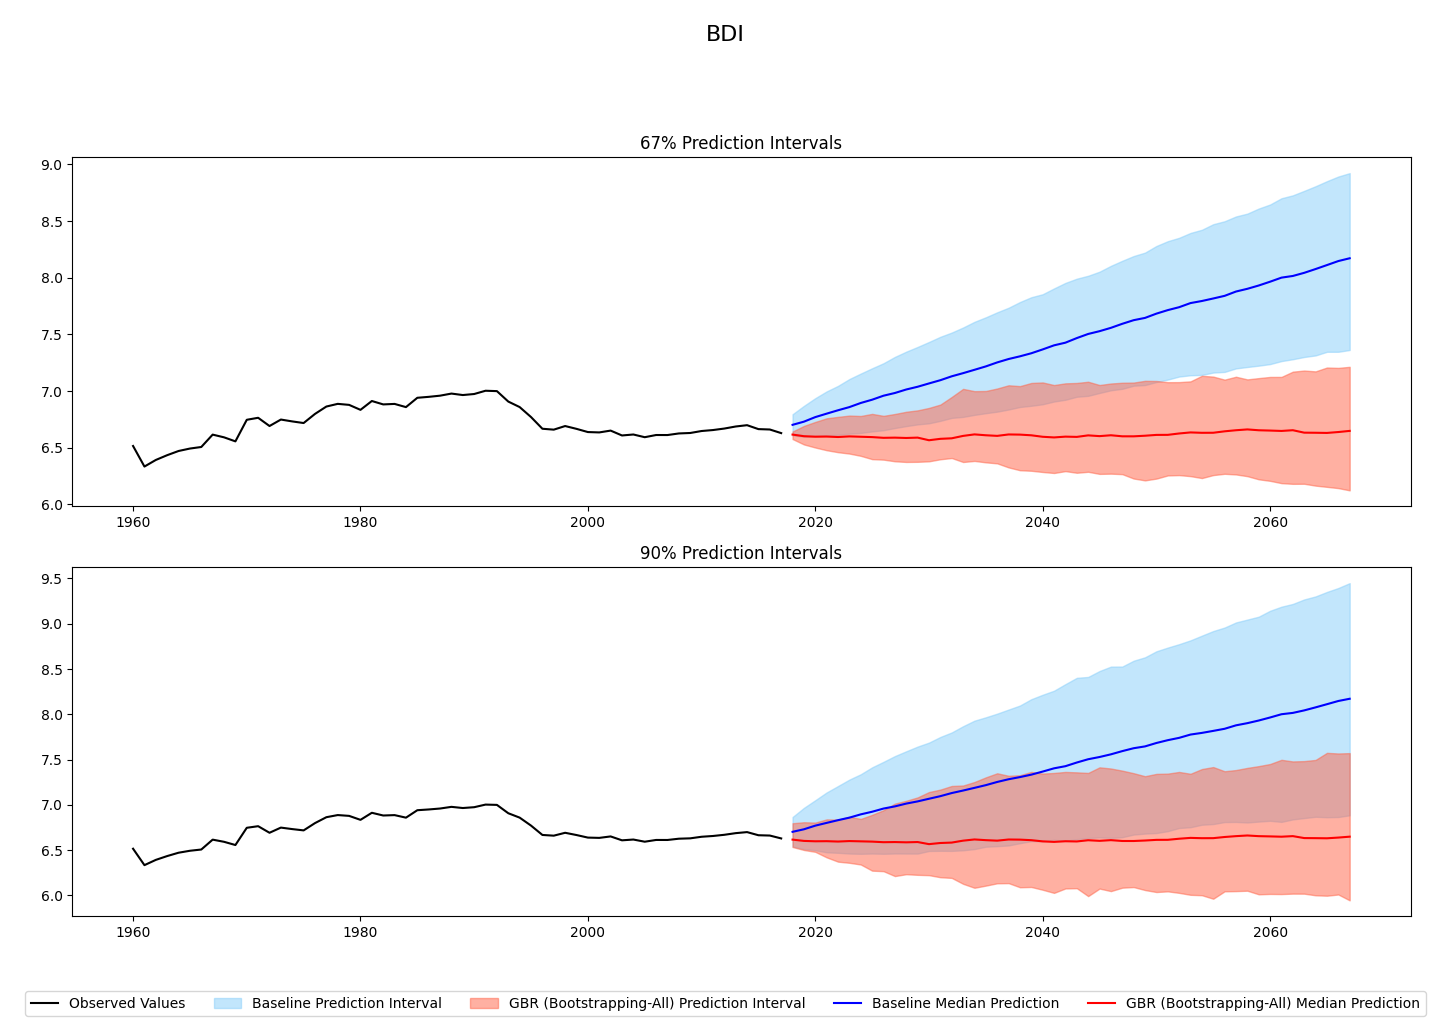 BDI
67% Prediction Intervals
9.0
8.5
8.0
7.5
7.0
6.5
6.0
1960 1980 2000 2020 2040 2060
90% Prediction Intervals
9.5
9.0
8.5
8.0
7.5
7.0
6.5
6.0
1960 1980 2000 2020 2040 2060
Observed Values Baseline Prediction Interval GBR (Bootstrapping-All) Prediction Interval Baseline Median Prediction GBR (Bootstrapping-All) Median Prediction